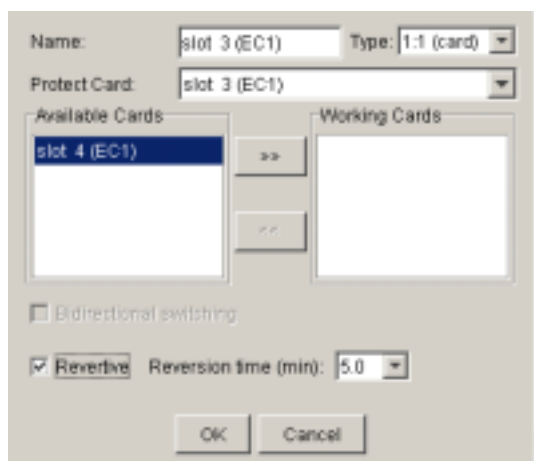 Name: slot 3 (EC1) Type: 1:1 (card)
Protect Card: slot 3 (EC1)
Available Cards Working Cards
slot 4 (EC1)
>>
<<
Bidirectional switching
Revertive Reversion time (min): 5.0
OK Cancel